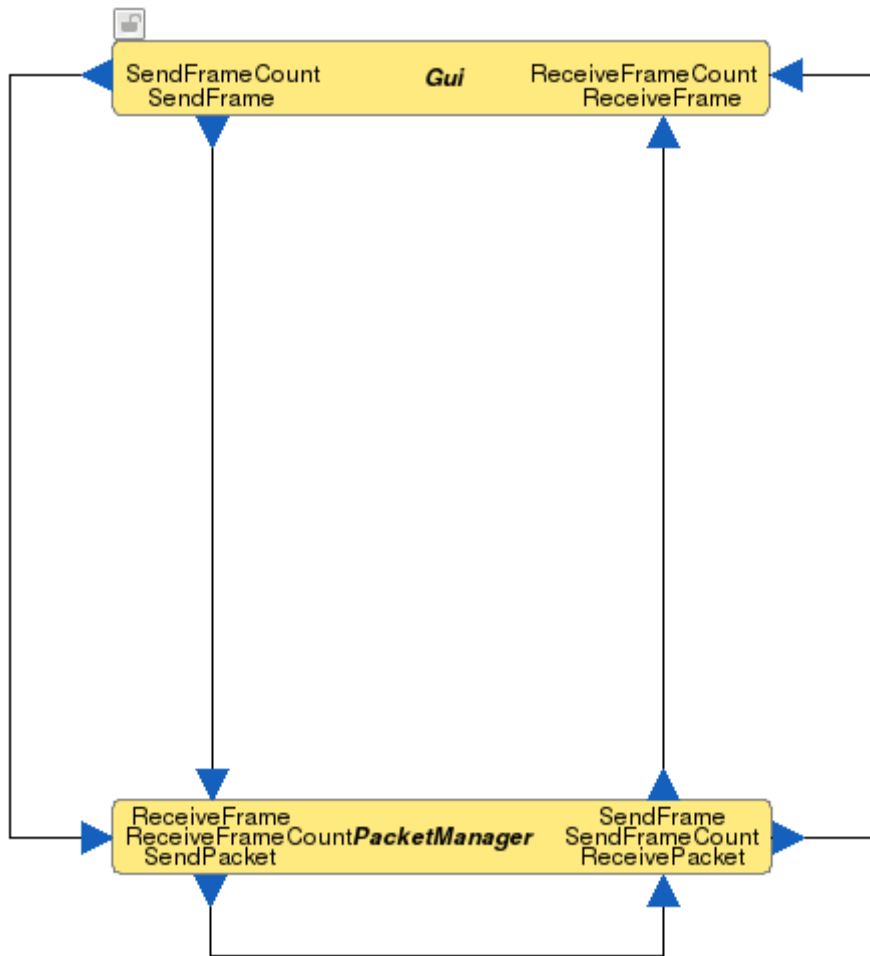 SendFrameCount
SendFrame
Gui
ReceiveFrameCount
ReceiveFrame
ReceiveFrame
ReceiveFrameCount
SendPacket
PacketManager
SendFrame
SendFrameCount
ReceivePacket